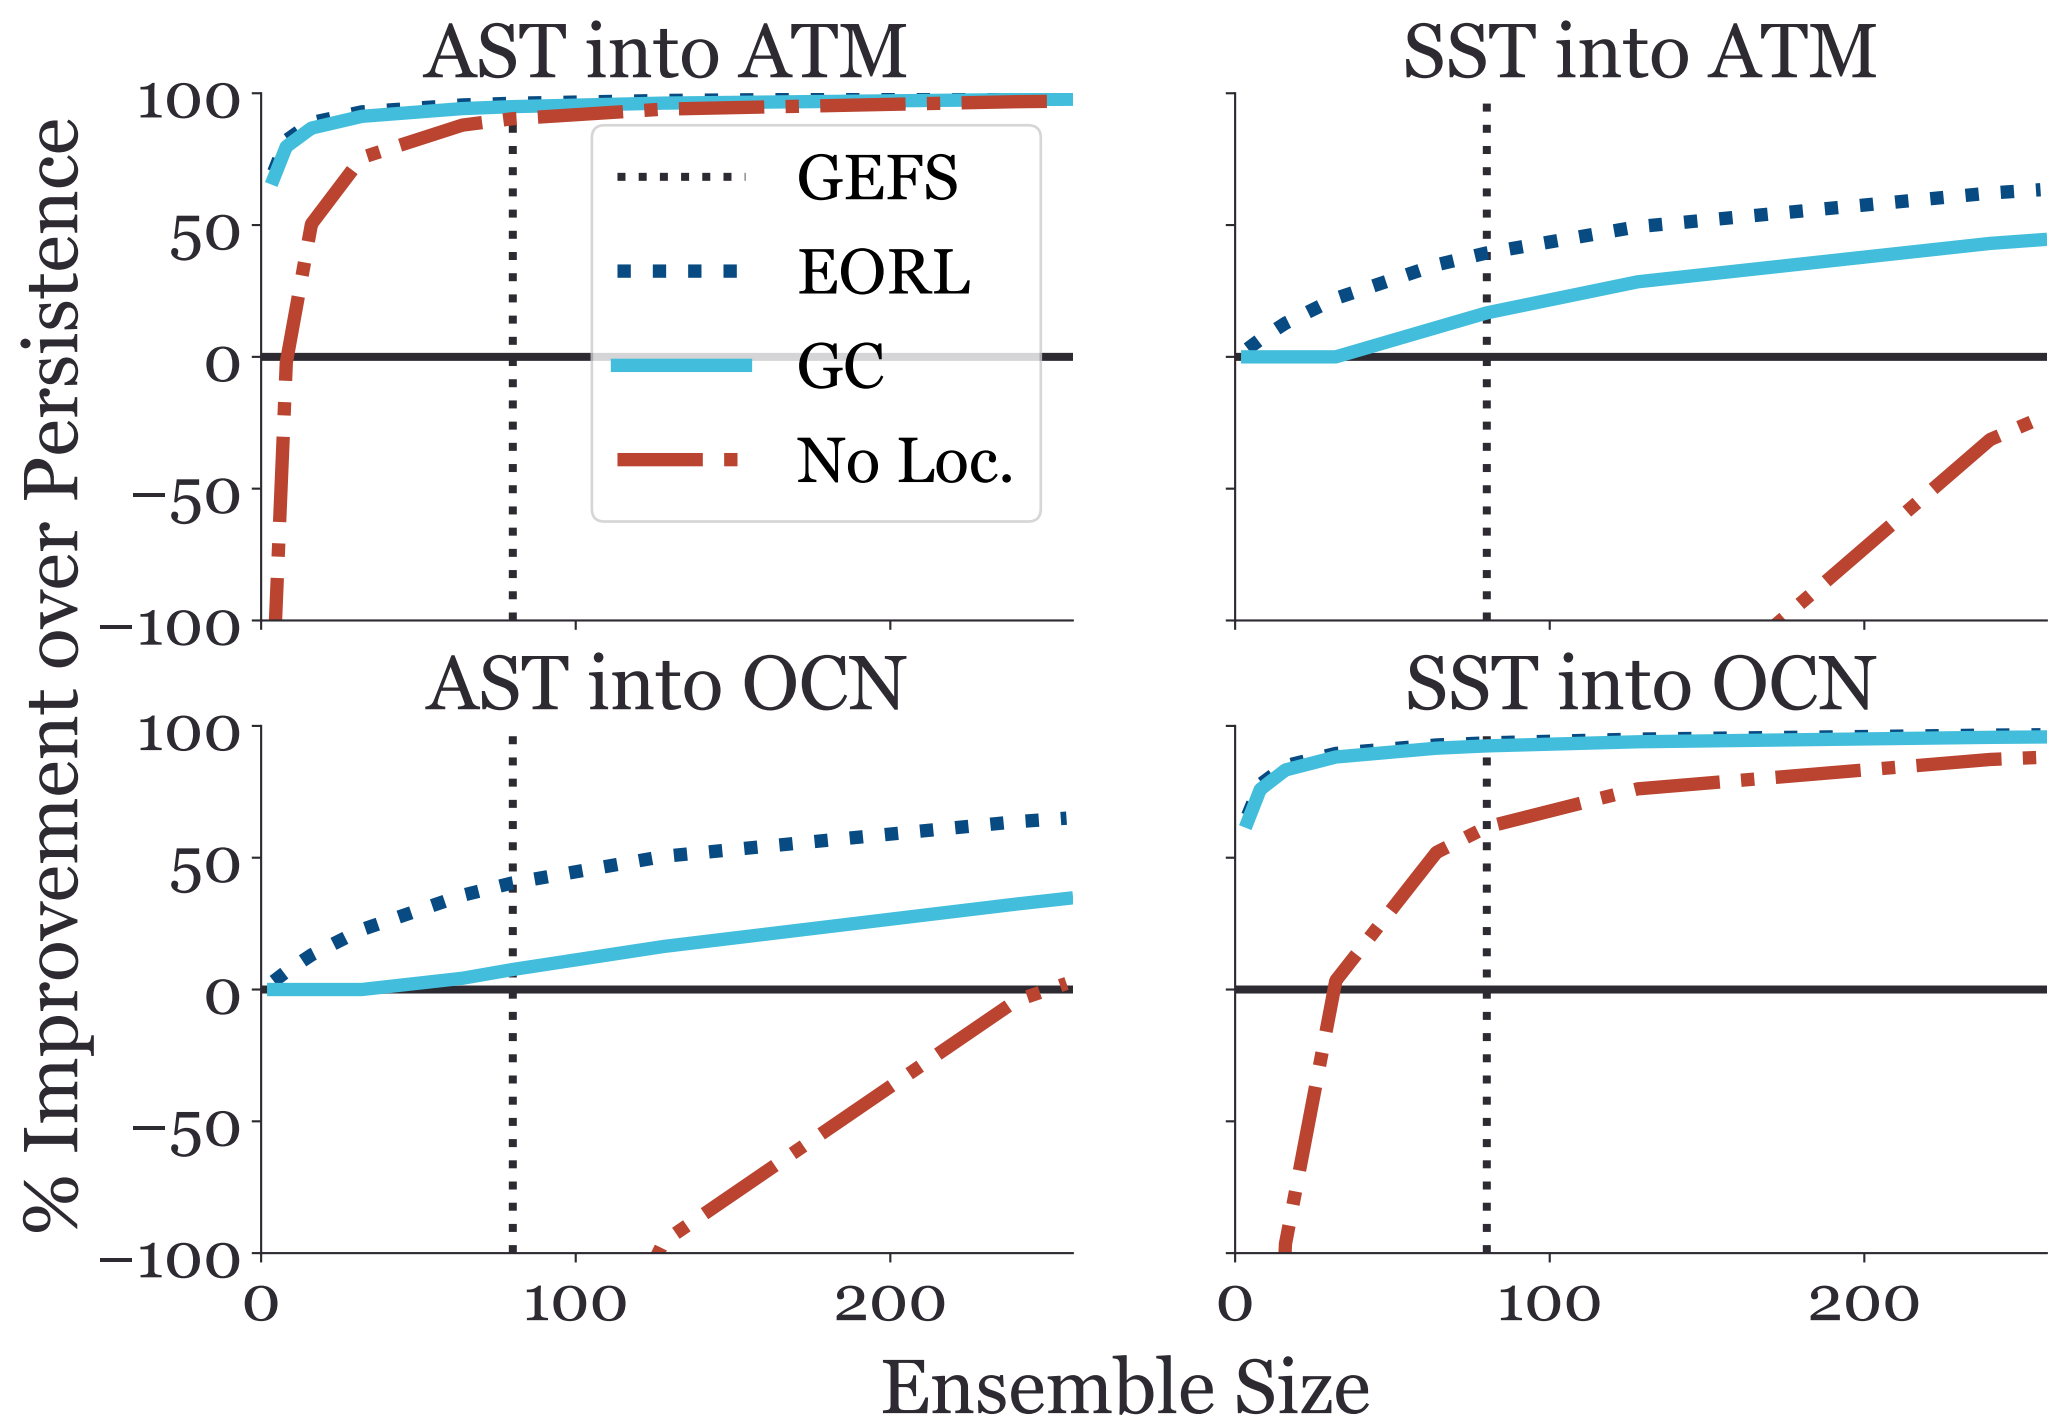 AST into ATM
SST into ATM
100
50
0
−50
−100
GEFS
EORL
GC
No Loc.
% Improvement over Persistence
AST into OCN
SST into OCN
100
50
0
−50
−100
0 100 200
0 100 200
Ensemble Size